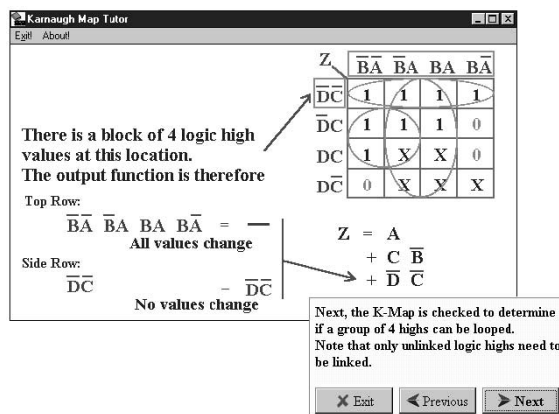 Karnaugh Map Tutor
Exit! About!
Z B̅A̅ B̅A BA BA̅
D̅C̅ 1 1 1 1
D̅C 1 1 1 0
DC 1 X X 0
DC̅ 0 X X X
There is a block of 4 logic high
values at this location.
The output function is therefore
Top Row:
B̅A̅ B̅A BA BA̅ = —
All values change
Side Row:
D̅C̅ – D̅C̅
No values change
Z = A
+ C B̅
+ D̅ C̅
Next, the K-Map is checked to determine
if a group of 4 highs can be looped.
Note that only unlinked logic highs need to
be linked.
Exit Previous Next